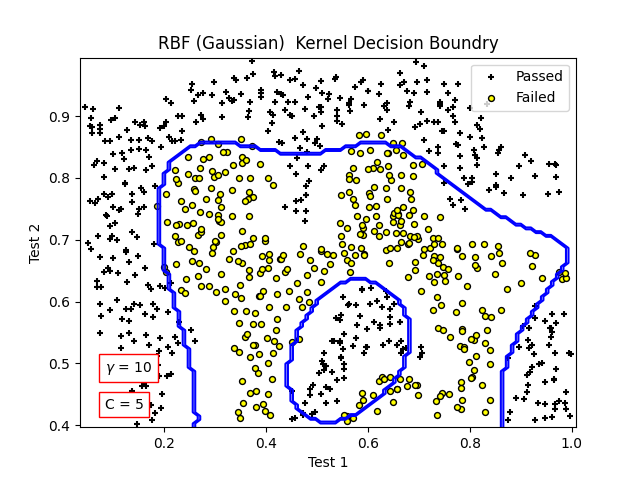 RBF (Gaussian)  Kernel Decision Boundry
Passed
Failed
0.9
0.8
0.7
0.6
0.5
0.4
Test 2
γ = 10
C = 5
0.2
0.4
0.6
0.8
1.0
Test 1